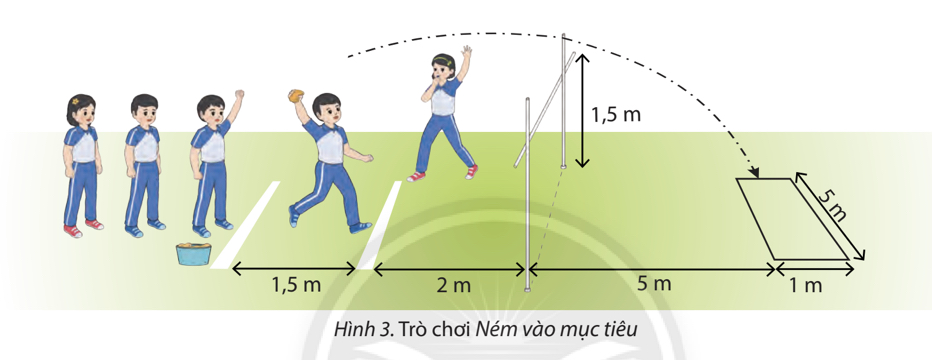 1,5 m
5 m
1,5 m
2 m
5 m
1 m
Hình 3. Trò chơi Ném vào mục tiêu